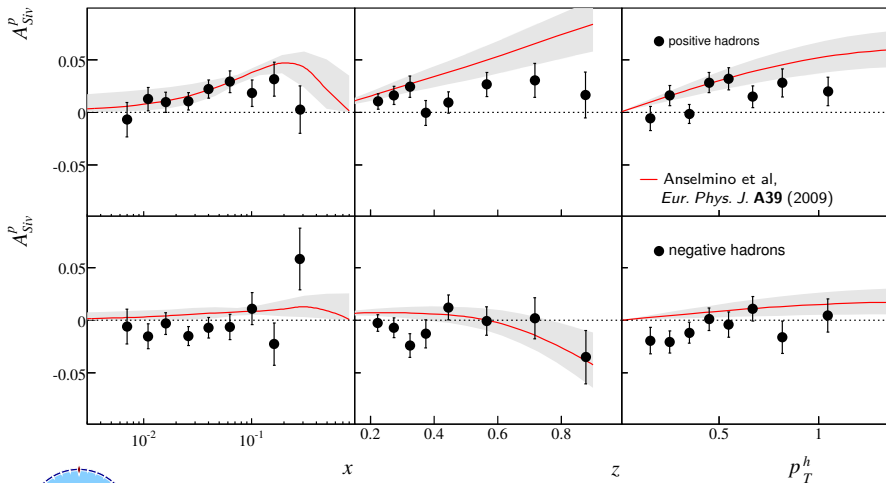 A^p_Siv
0.05
0
-0.05
positive hadrons
Anselmino et al,
Eur. Phys. J. A39 (2009)
A^p_Siv
0.05
0
-0.05
negative hadrons
10^-2 10^-1 0.2 0.4 0.6 0.8 0.5 1
x z p^h_T